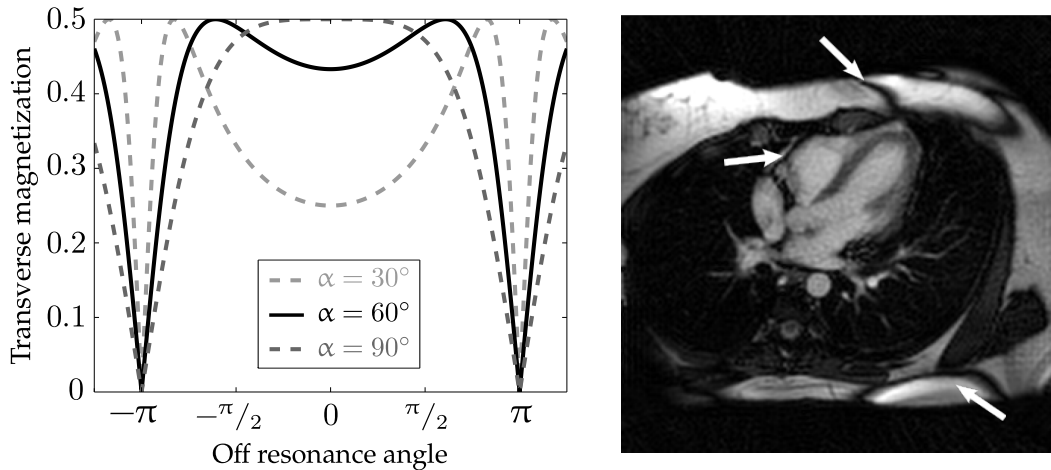 Transverse magnetization
0.5
0.4
0.3
0.2
0.1
0
α = 30°
α = 60°
α = 90°
−π
−π/2
0
π/2
π
Off resonance angle